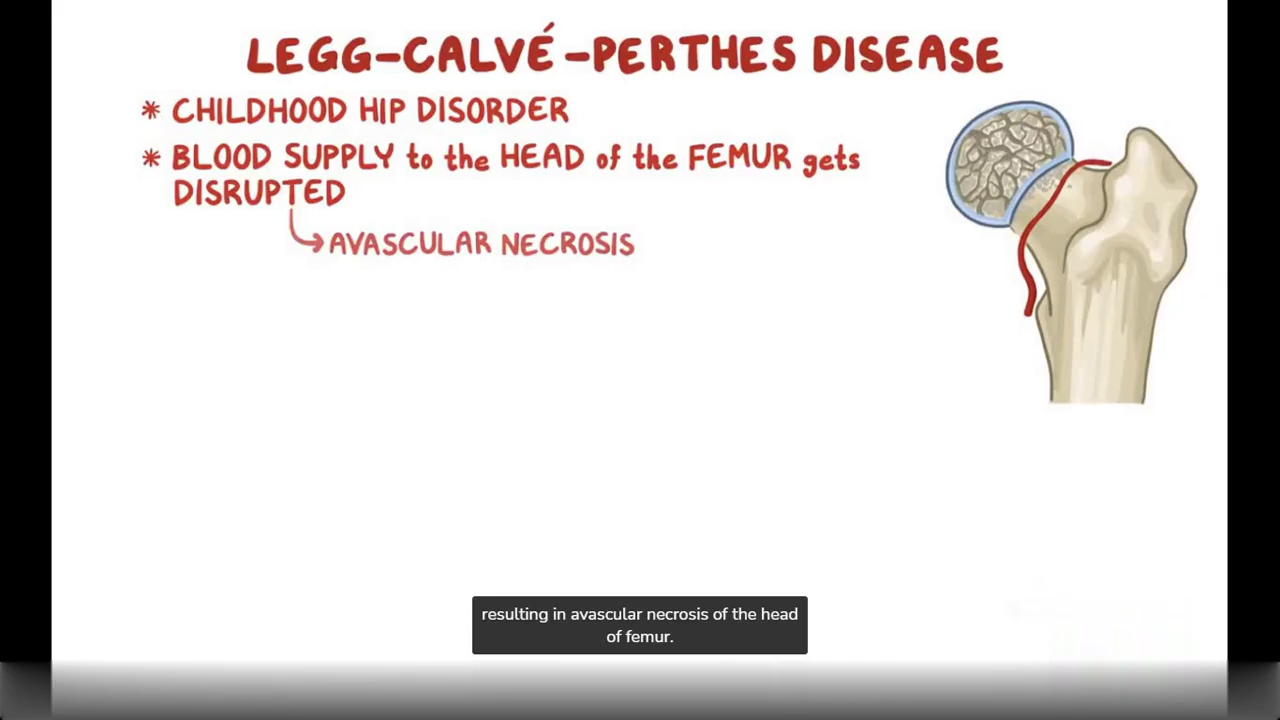 LEGG-CALVÉ-PERTHES DISEASE
* CHILDHOOD HIP DISORDER
* BLOOD SUPPLY to the HEAD of the FEMUR gets
DISRUPTED
AVASCULAR NECROSIS
resulting in avascular necrosis of the head
of femur.